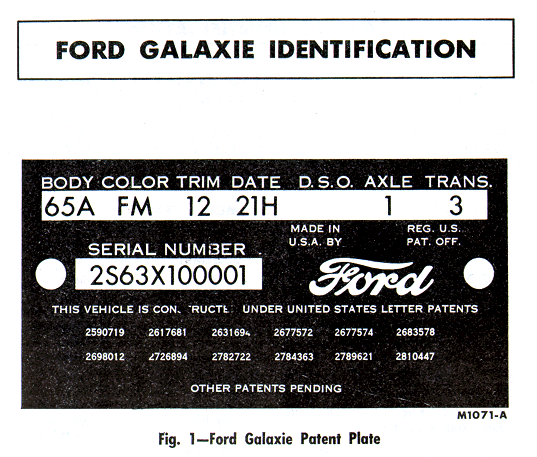 FORD GALAXIE IDENTIFICATION
BODY COLOR TRIM DATE D.S.O. AXLE TRANS.
65A FM 12 21H 1 3
MADE IN U.S.A. BY
REG. U.S. PAT. OFF.
SERIAL NUMBER
2S63X100001
Ford
THIS VEHICLE IS UNDER UNITED STATES LETTER PATENTS
2590719 2617681 2631694 2677572 2677574 2683578
2698012 2726894 2782722 2784363 2789621 2810447
OTHER PATENTS PENDING
M1071-A
Fig. 1—Ford Galaxie Patent Plate